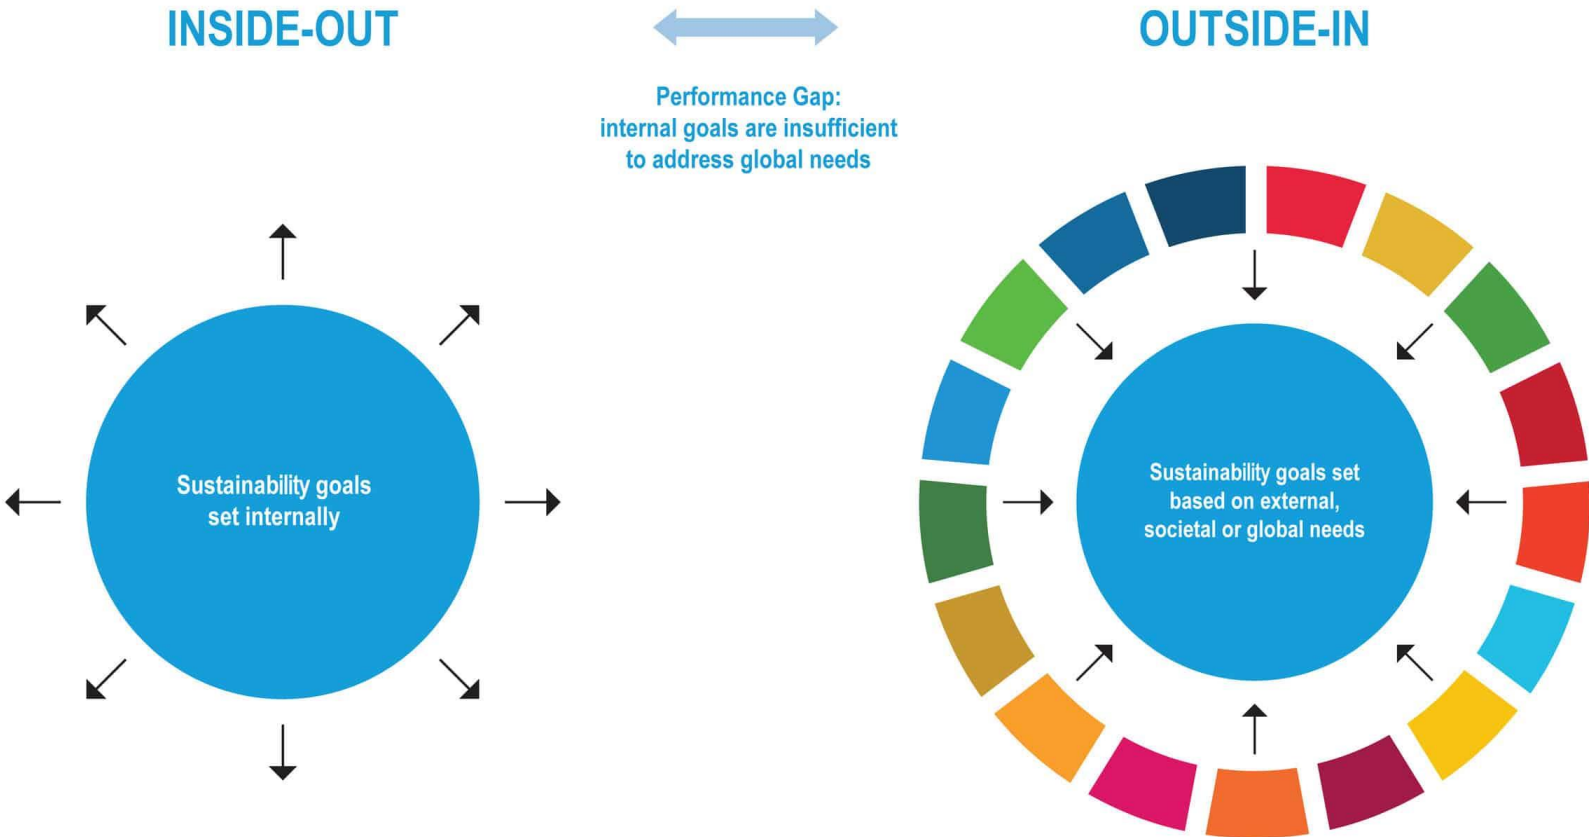 INSIDE-OUT
OUTSIDE-IN
Performance Gap:
internal goals are insufficient
to address global needs
Sustainability goals
set internally
Sustainability goals set
based on external,
societal or global needs